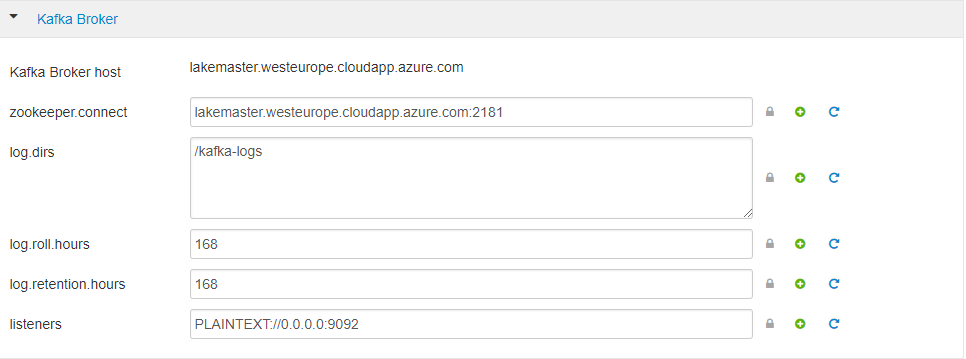 Kafka Broker
Kafka Broker host lakemaster.westeurope.cloudapp.azure.com
zookeeper.connect lakemaster.westeurope.cloudapp.azure.com:2181
log.dirs /kafka-logs
log.roll.hours 168
log.retention.hours 168
listeners PLAINTEXT://0.0.0.0:9092